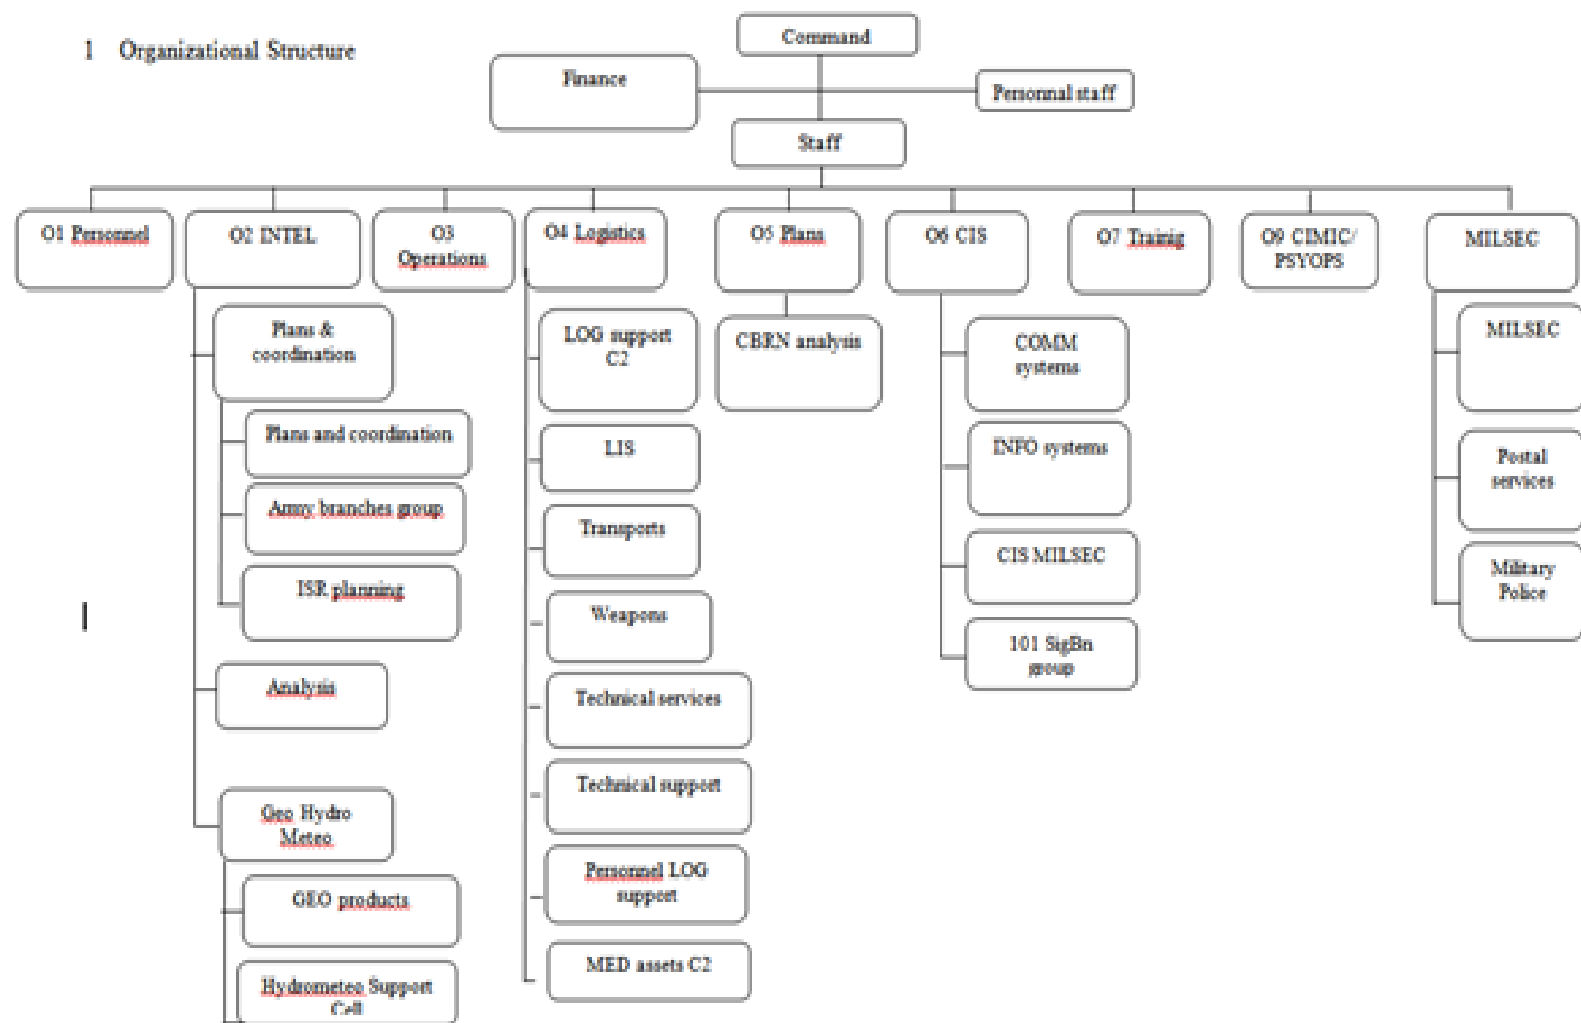 1 Organizational Structure
Command
Finance
Personnal staff
Staff
O1 Personnel
O2 INTEL
O3
Operations
O4 Logistics
O5 Plans
O6 CIS
O7 Trainig
O9 CIMIC/
PSYOPS
MILSEC
Plans &
coordination
Plans and coordination
Army branches group
ISR planning
Analysis
Geo Hydro
Meteo
GEO products
Hydrometeo Support
Cell
LOG support
C2
LIS
Transports
Weapons
Technical services
Technical support
Personnel LOG
support
MED assets C2
CBRN analysis
COMM
systems
INFO systems
CIS MILSEC
101 SigBn
group
MILSEC
Postal
services
Military
Police